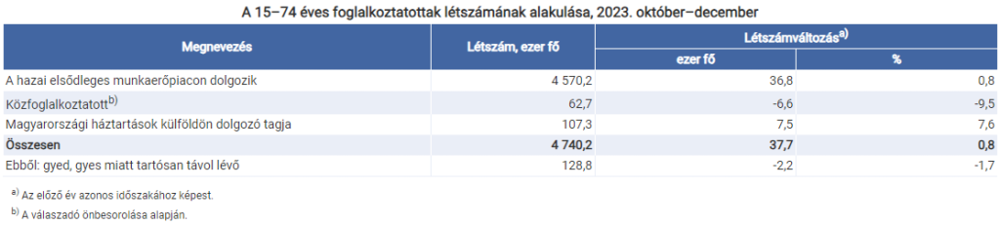 A 15–74 éves foglalkoztatottak létszámának alakulása, 2023. október–december
Megnevezés Létszám, ezer fő Létszámváltozás a)
ezer fő %
A hazai elsődleges munkaerőpiacon dolgozik 4 570,2 36,8 0,8
Közfoglalkoztatott b) 62,7 -6,6 -9,5
Magyarországi háztartások külföldön dolgozó tagja 107,3 7,5 7,6
Összesen 4 740,2 37,7 0,8
Ebből: gyed, gyes miatt tartósan távol lévő 128,8 -2,2 -1,7
a) Az előző év azonos időszakához képest.
b) A válaszadó önbesorolása alapján.